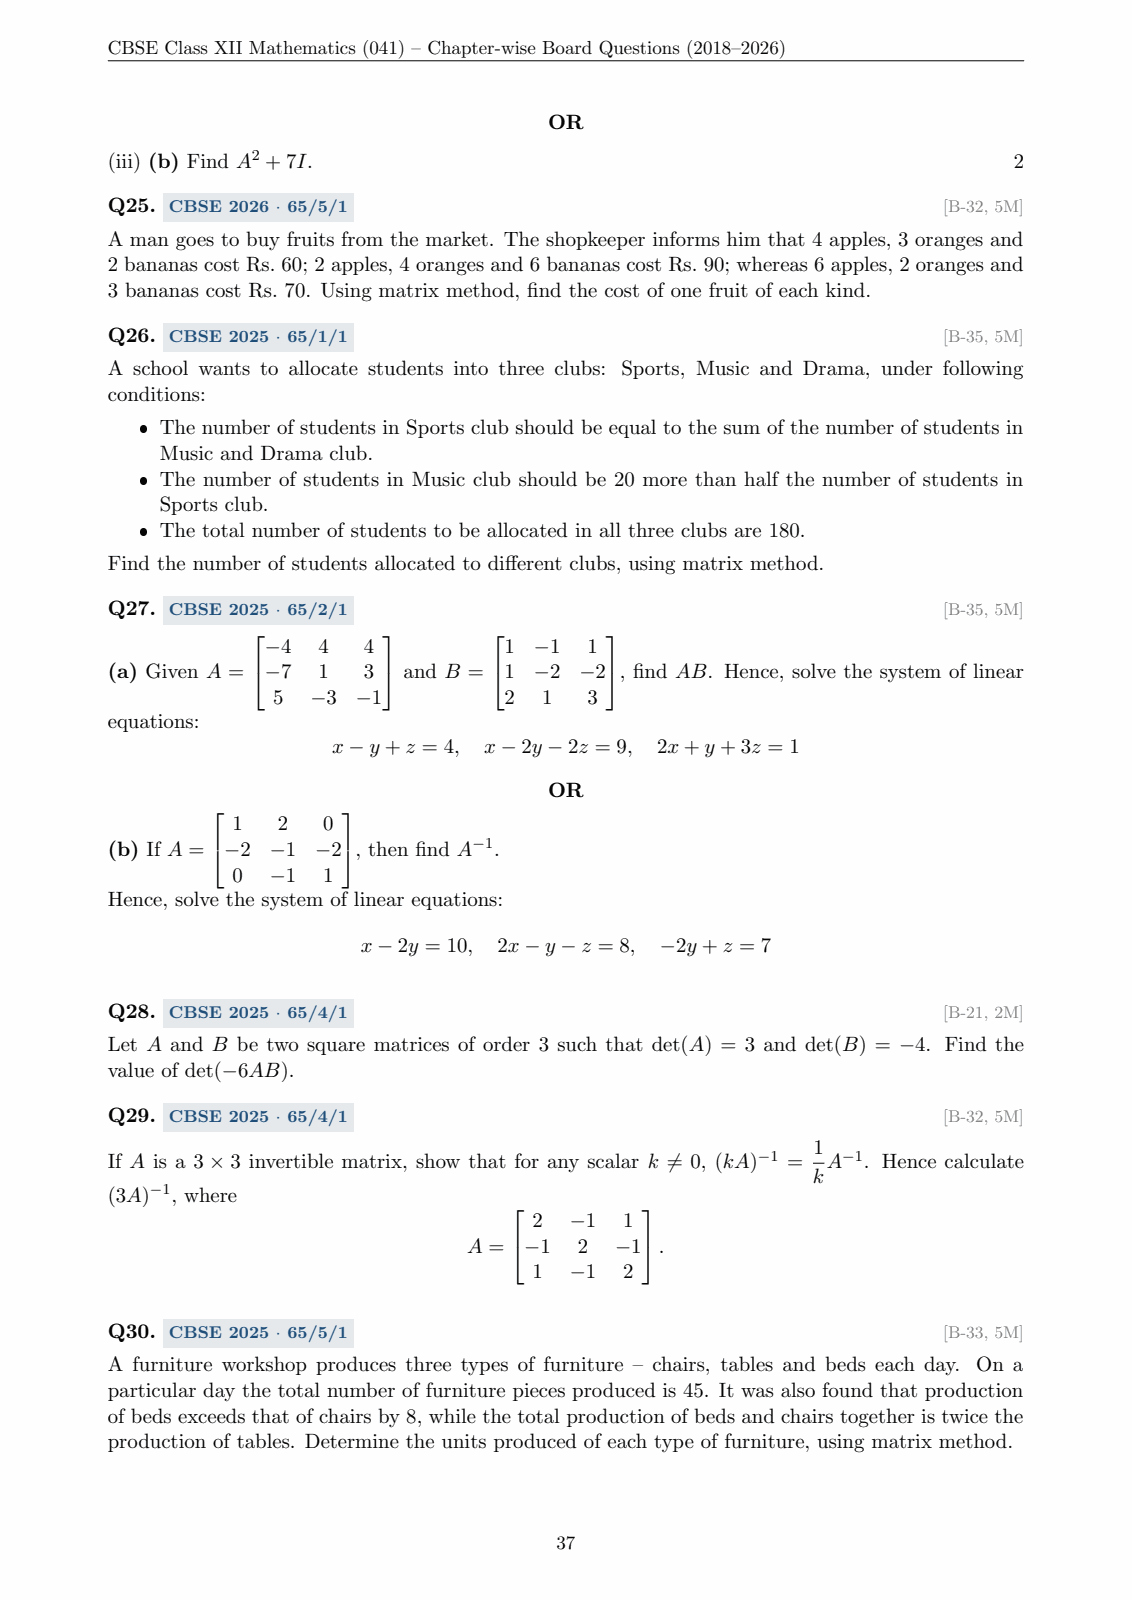 CBSE Class XII Mathematics (041) – Chapter-wise Board Questions (2018–2026)
OR
(iii) (b) Find A² + 7I. 2
Q25. CBSE 2026 · 65/5/1 [B-32, 5M]
A man goes to buy fruits from the market. The shopkeeper informs him that 4 apples, 3 oranges and
2 bananas cost Rs. 60; 2 apples, 4 oranges and 6 bananas cost Rs. 90; whereas 6 apples, 2 oranges and
3 bananas cost Rs. 70. Using matrix method, find the cost of one fruit of each kind.
Q26. CBSE 2025 · 65/1/1 [B-35, 5M]
A school wants to allocate students into three clubs: Sports, Music and Drama, under following
conditions:
• The number of students in Sports club should be equal to the sum of the number of students in
Music and Drama club.
• The number of students in Music club should be 20 more than half the number of students in
Sports club.
• The total number of students to be allocated in all three clubs are 180.
Find the number of students allocated to different clubs, using matrix method.
Q27. CBSE 2025 · 65/2/1 [B-35, 5M]
(a) Given A = [−4 4 4; −7 1 3; 5 −3 −1] and B = [1 −1 1; 1 −2 −2; 2 1 3], find AB. Hence, solve the system of linear
equations:
x − y + z = 4, x − 2y − 2z = 9, 2x + y + 3z = 1
OR
(b) If A = [1 2 0; −2 −1 −2; 0 −1 1], then find A⁻¹.
Hence, solve the system of linear equations:
x − 2y = 10, 2x − y − z = 8, −2y + z = 7
Q28. CBSE 2025 · 65/4/1 [B-21, 2M]
Let A and B be two square matrices of order 3 such that det(A) = 3 and det(B) = −4. Find the
value of det(−6AB).
Q29. CBSE 2025 · 65/4/1 [B-32, 5M]
If A is a 3 × 3 invertible matrix, show that for any scalar k ≠ 0, (kA)⁻¹ = 1/k A⁻¹. Hence calculate
(3A)⁻¹, where
A = [2 −1 1; −1 2 −1; 1 −1 2].
Q30. CBSE 2025 · 65/5/1 [B-33, 5M]
A furniture workshop produces three types of furniture – chairs, tables and beds each day. On a
particular day the total number of furniture pieces produced is 45. It was also found that production
of beds exceeds that of chairs by 8, while the total production of beds and chairs together is twice the
production of tables. Determine the units produced of each type of furniture, using matrix method.
37